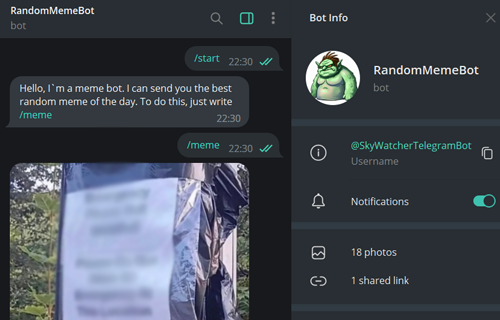 RandomMemeBot
bot
/start
22:30
Hello, I`m a meme bot. I can send you the best
random meme of the day. To do this, just write
/meme
22:30
/meme
22:30
Bot Info
RandomMemeBot
bot
@SkyWatcherTelegramBot
Username
Notifications
18 photos
1 shared link